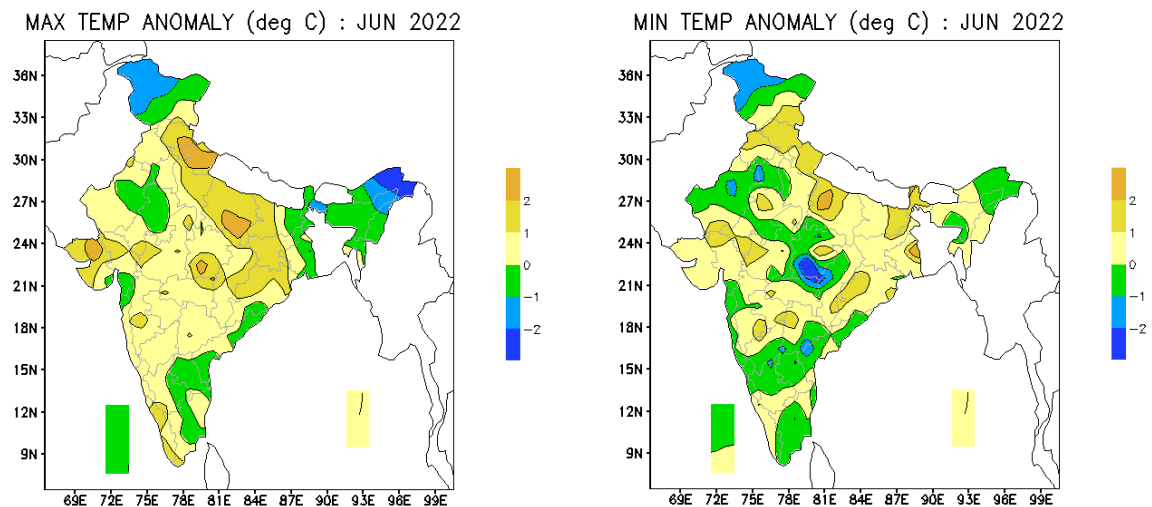 MAX TEMP ANOMALY (deg C) : JUN 2022
36N
33N
30N
27N
24N
21N
18N
15N
12N
9N
69E 72E 75E 78E 81E 84E 87E 90E 93E 96E 99E
2
1
0
−1
−2
MIN TEMP ANOMALY (deg C) : JUN 2022
36N
33N
30N
27N
24N
21N
18N
15N
12N
9N
69E 72E 75E 78E 81E 84E 87E 90E 93E 96E 99E
2
1
0
−1
−2